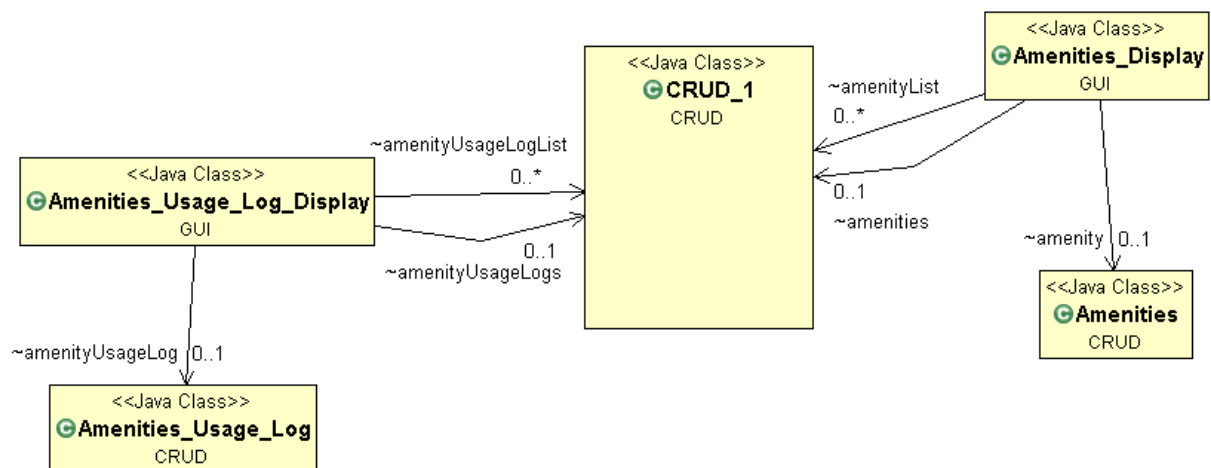 <<Java Class>>
Amenities_Display
GUI
<<Java Class>>
CRUD_1
CRUD
~amenityList
0..*
0..1
~amenities
~amenityUsageLogList
0..*
0..1
~amenityUsageLogs
<<Java Class>>
Amenities_Usage_Log_Display
GUI
~amenity
0..1
<<Java Class>>
Amenities
CRUD
~amenityUsageLog
0..1
<<Java Class>>
Amenities_Usage_Log
CRUD